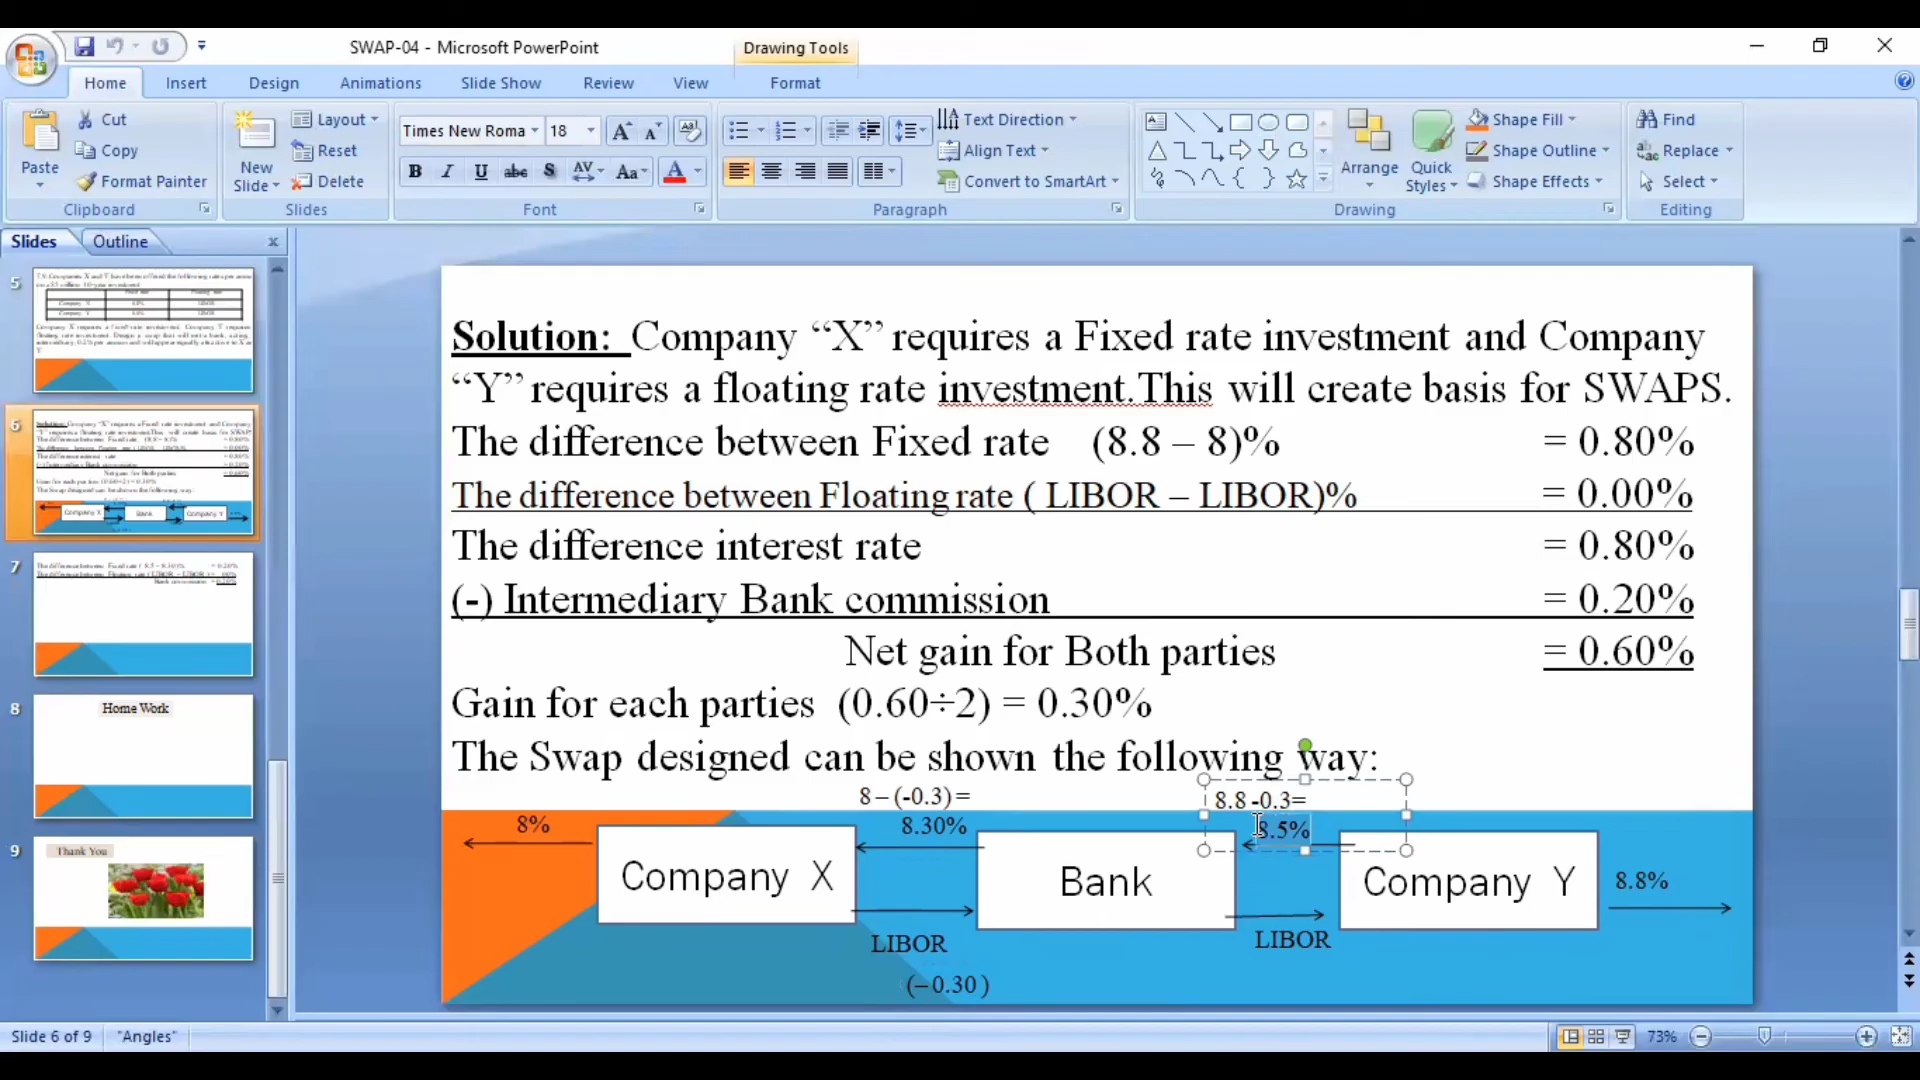 SWAP-04 - Microsoft PowerPoint
Drawing Tools
Home Insert Design Animations Slide Show Review View Format
Paste
Cut
Copy
Format Painter
Clipboard
New Slide
Layout
Reset
Delete
Slides
Times New Roma 18
B I U abc S AV Aa A
Font
Text Direction
Align Text
Convert to SmartArt
Paragraph
Arrange
Quick Styles
Shape Fill
Shape Outline
Shape Effects
Drawing
Find
Replace
Select
Editing
Slides Outline
5
6
7
8
Home Work
9
Thank You
Solution: Company “X” requires a Fixed rate investment and Company
“Y” requires a floating rate investment.This will create basis for SWAPS.
The difference between Fixed rate (8.8 – 8)% = 0.80%
The difference between Floating rate ( LIBOR – LIBOR)% = 0.00%
The difference interest rate = 0.80%
(-) Intermediary Bank commission = 0.20%
Net gain for Both parties = 0.60%
Gain for each parties (0.60÷2) = 0.30%
The Swap designed can be shown the following way:
8 – (-0.3) =
8.8 -0.3=
8%
8.30%
8.5%
Company X
Bank
Company Y
8.8%
LIBOR
LIBOR
(– 0.30 )
Slide 6 of 9
"Angles"
73%